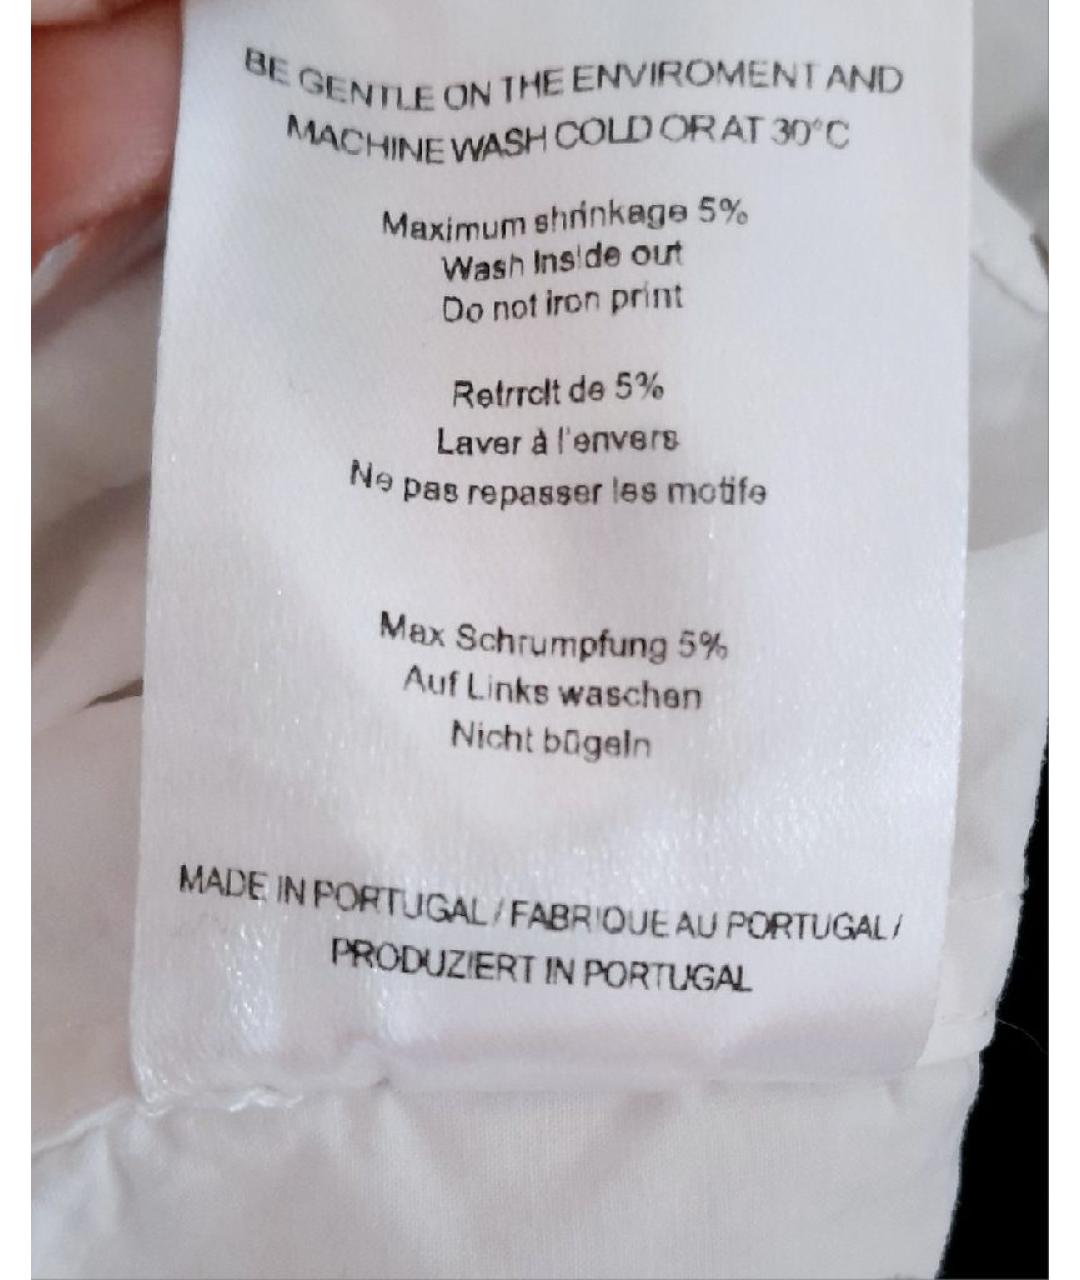 BE GENTLE ON THE ENVIROMENT AND
MACHINE WASH COLD OR AT 30°C
Maximum shrinkage 5%
Wash Inside out
Do not iron print
Retrrcit de 5%
Laver à l'envers
Ne pas repasser les motife
Max Schrumpfung 5%
Auf Links waschen
Nicht bügeln
MADE IN PORTUGAL / FABRIQUE AU PORTUGAL /
PRODUZIERT IN PORTUGAL